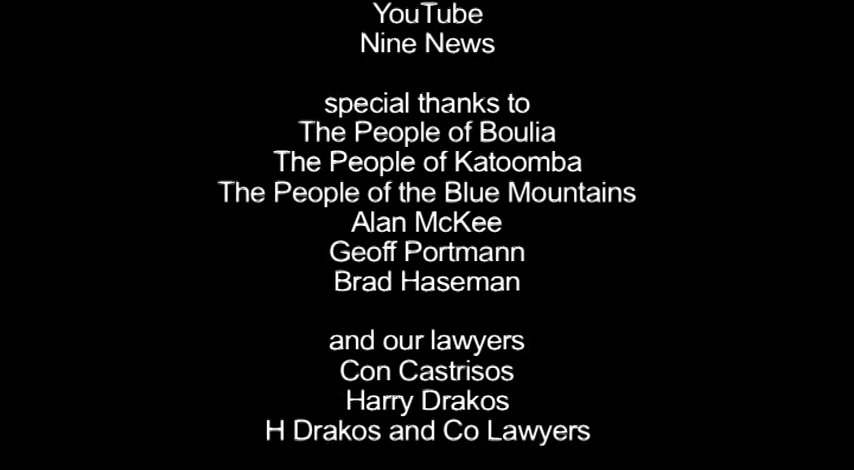 YouTube
Nine News
special thanks to
The People of Boulia
The People of Katoomba
The People of the Blue Mountains
Alan McKee
Geoff Portmann
Brad Haseman
and our lawyers
Con Castrisos
Harry Drakos
H Drakos and Co Lawyers